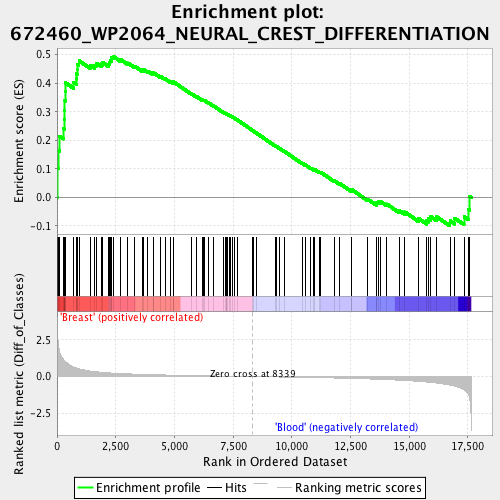 Enrichment plot:
672460_WP2064_NEURAL_CREST_DIFFERENTIATION
Enrichment score (ES)
0.5
0.4
0.3
0.2
0.1
0.0
-0.1
'Breast' (positively correlated)
Ranked list metric (Diff_of_Classes)
2.5
0.0
-2.5
Zero cross at 8339
'Blood' (negatively correlated)
0
2,500
5,000
7,500
10,000
12,500
15,000
17,500
Rank in Ordered Dataset
Enrichment profile
Hits
Ranking metric scores